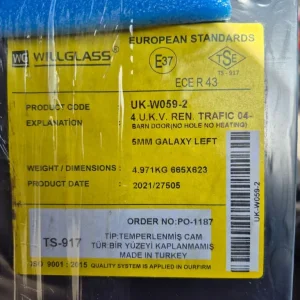 EUROPEAN STANDARDS
WG WILLGLASS®
E37
TSE
TS - 917
ECE R 43
PRODUCT CODE UK-W059-2
EXPLANATION 4.U.K.V. REN. TRAFIC 04-
BARN DOOR(NO HOLE NO HEATING)
5MM GALAXY LEFT
WEIGHT / DIMENSIONS : 4.971KG 665X623
PRODUCT DATE : 2021/27505
UK-W059-2
ORDER NO: PO-1187
TS-917
TİP:TEMPERLENMİŞ CAM
TÜR BİR YÜZEYİ KAPLANMAMIŞ
MADE IN TURKEY
ISO 9001 : 2015 QUALITY SYSTEM IS APPLIED IN OURFIRM